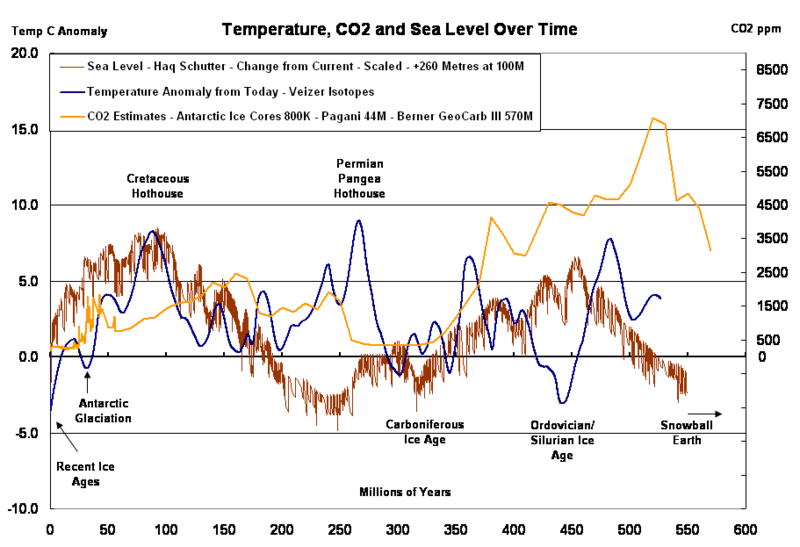 Temperature, CO2 and Sea Level Over Time
Temp C Anomaly
CO2 ppm
20.0
15.0
10.0
5.0
0.0
-5.0
-10.0
8500
7500
6500
5500
4500
3500
2500
1500
500
0
Sea Level - Haq Schutter - Change from Current - Scaled - +260 Metres at 100M
Temperature Anomaly from Today - Veizer Isotopes
CO2 Estimates - Antarctic Ice Cores 800K - Pagani 44M - Berner GeoCarb III 570M
Cretaceous
Hothouse
Permian
Pangea
Hothouse
Antarctic
Glaciation
Recent Ice
Ages
Carboniferous
Ice Age
Ordovician/
Silurian Ice
Age
Snowball
Earth
Millions of Years
0 50 100 150 200 250 300 350 400 450 500 550 600